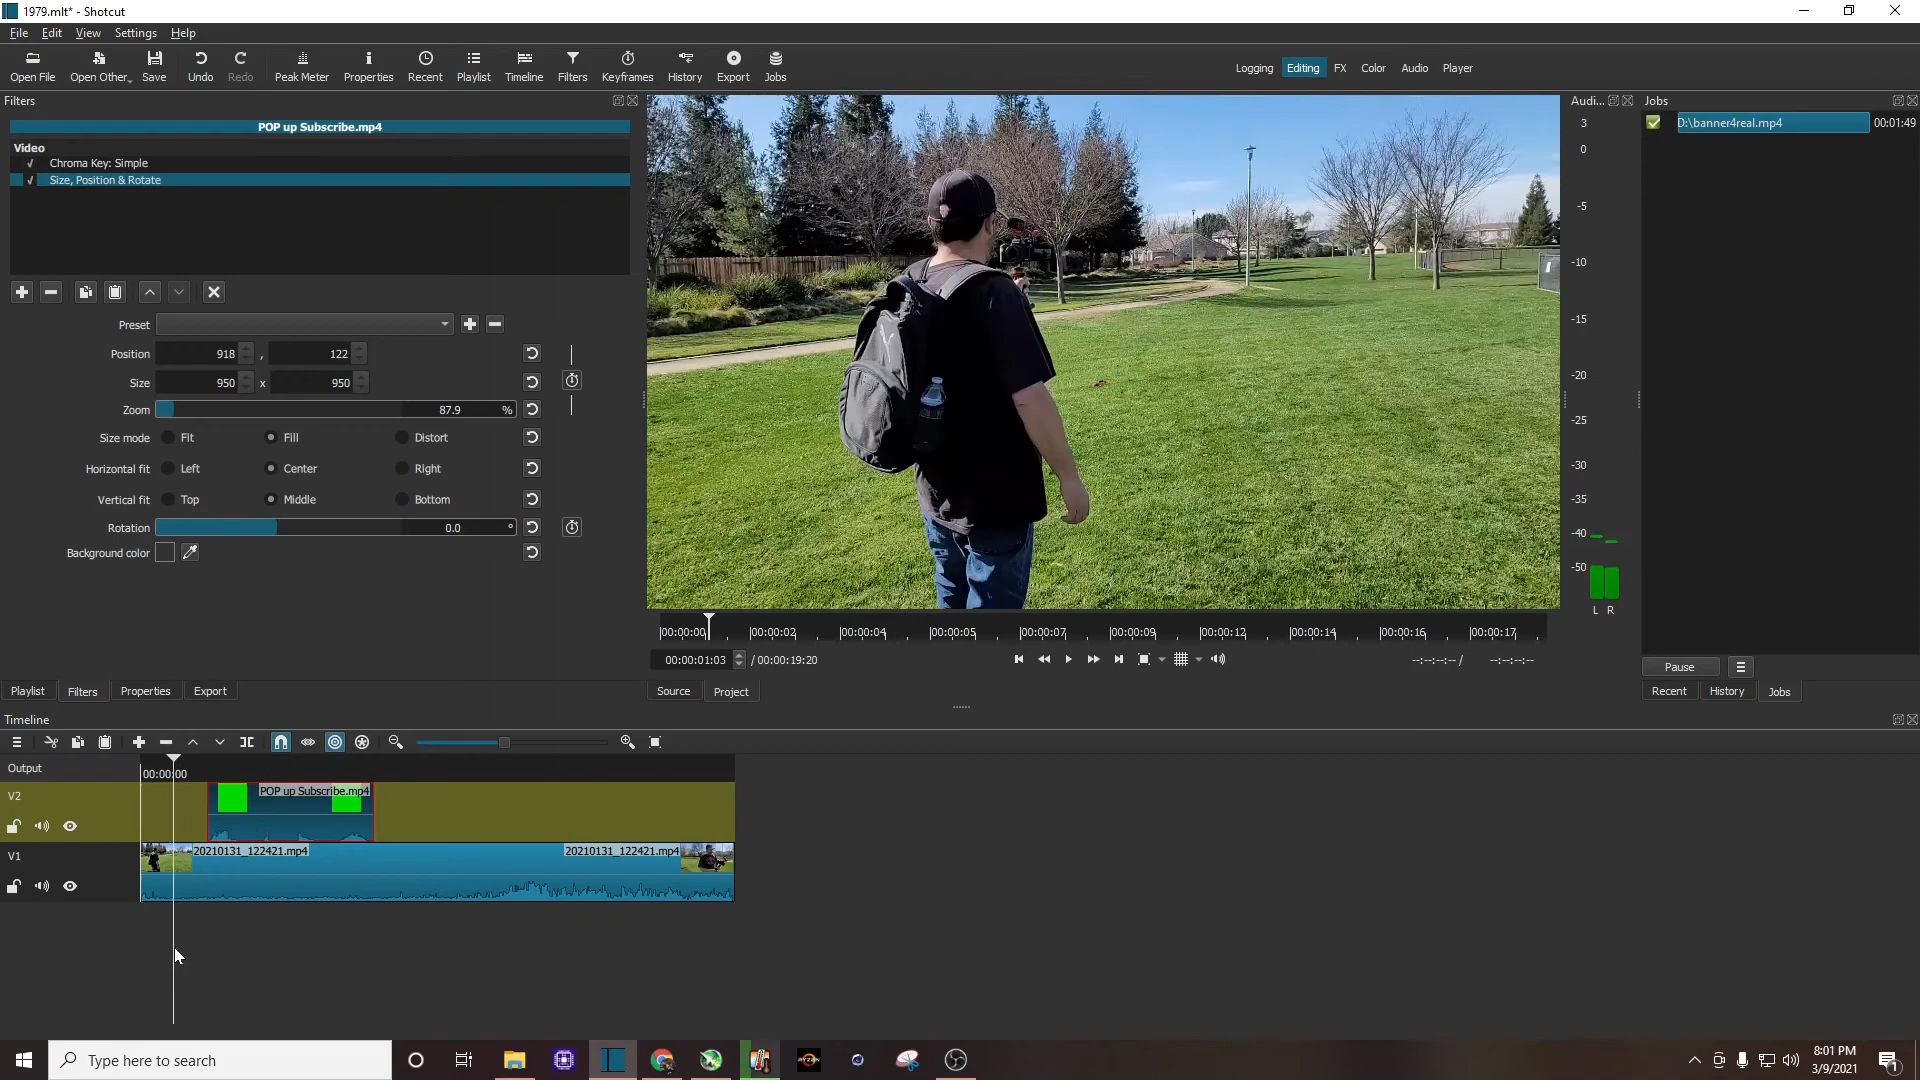 1979.mlt* - Shotcut
File Edit View Settings Help
Open File Open Other... Save Undo Redo Peak Meter Properties Recent Playlist Timeline Filters Keyframes History Export Jobs
Logging Editing FX Color Audio Player
Filters
POP up Subscribe.mp4
Video
Chroma Key: Simple
Size, Position & Rotate
Preset
Position 918 , 122
Size 950 x 950
Zoom 87.9 %
Size mode Fit Fill Distort
Horizontal fit Left Center Right
Vertical fit Top Middle Bottom
Rotation 0.0 °
Background color
Playlist Filters Properties Export
00:00:00 00:00:02 00:00:04 00:00:05 00:00:07 00:00:09 00:00:12 00:00:14 00:00:16 00:00:17
00:00:01:03 / 00:00:19:20
--:--:--:-- / --:--:--:--
Source Project
Audi...
3
0
-5
-10
-15
-20
-25
-30
-35
-40
-50
L R
Jobs
D:\banner4real.mp4 00:01:49
Pause
Recent History Jobs
Timeline
Output
00:00:00
V2
POP up Subscribe.mp4
V1
20210131_122421.mp4 20210131_122421.mp4
Type here to search
RYZEN
8:01 PM
3/9/2021
1